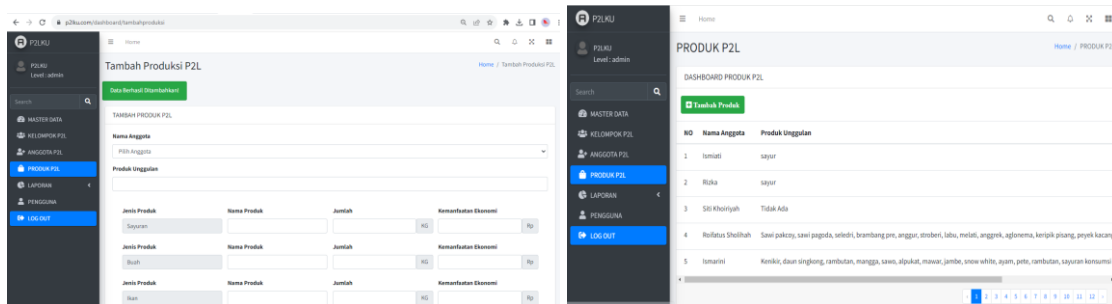 p2lku.com/dashboard/tambahproduksi
P2LKU
Home
P2LKU
Level : admin
Search
MASTER DATA
KELOMPOK P2L
ANGGOTA P2L
PRODUK P2L
LAPORAN
PENGGUNA
LOG OUT
Tambah Produksi P2L
Home / Tambah Produksi P2L
Data Berhasil Ditambahkan!
TAMBAH PRODUK P2L
Nama Anggota
Pilih Anggota
Produk Unggulan
Jenis Produk Nama Produk Jumlah Kemanfaatan Ekonomi
Sayuran KG Rp
Jenis Produk Nama Produk Jumlah Kemanfaatan Ekonomi
Buah KG Rp
Jenis Produk Nama Produk Jumlah Kemanfaatan Ekonomi
Ikan KG Rp
P2LKU
Home
P2LKU
Level : admin
Search
MASTER DATA
KELOMPOK P2L
ANGGOTA P2L
PRODUK P2L
LAPORAN
PENGGUNA
LOG OUT
PRODUK P2L
Home / PRODUK P2
DASHBOARD PRODUK P2L
Tambah Produk
NO Nama Anggota Produk Unggulan
1 Ismiati sayur
2 Rizka sayur
3 Siti Khoiriyah Tidak Ada
4 Roifatus Sholihah Sawi pakcoy, sawi pagoda, seledri, brambang pre, anggur, stroberi, labu, melati, anggrek, aglonema, keripik pisang, peyek kacang
5 Ismarini Kenikir, daun singkong, rambutan, mangga, sawo, alpukat, mawar, jambe, snow white, ayam, pete, rambutan, sayuran konsumsi
‹ 1 2 3 4 5 6 7 8 9 10 11 12 ›